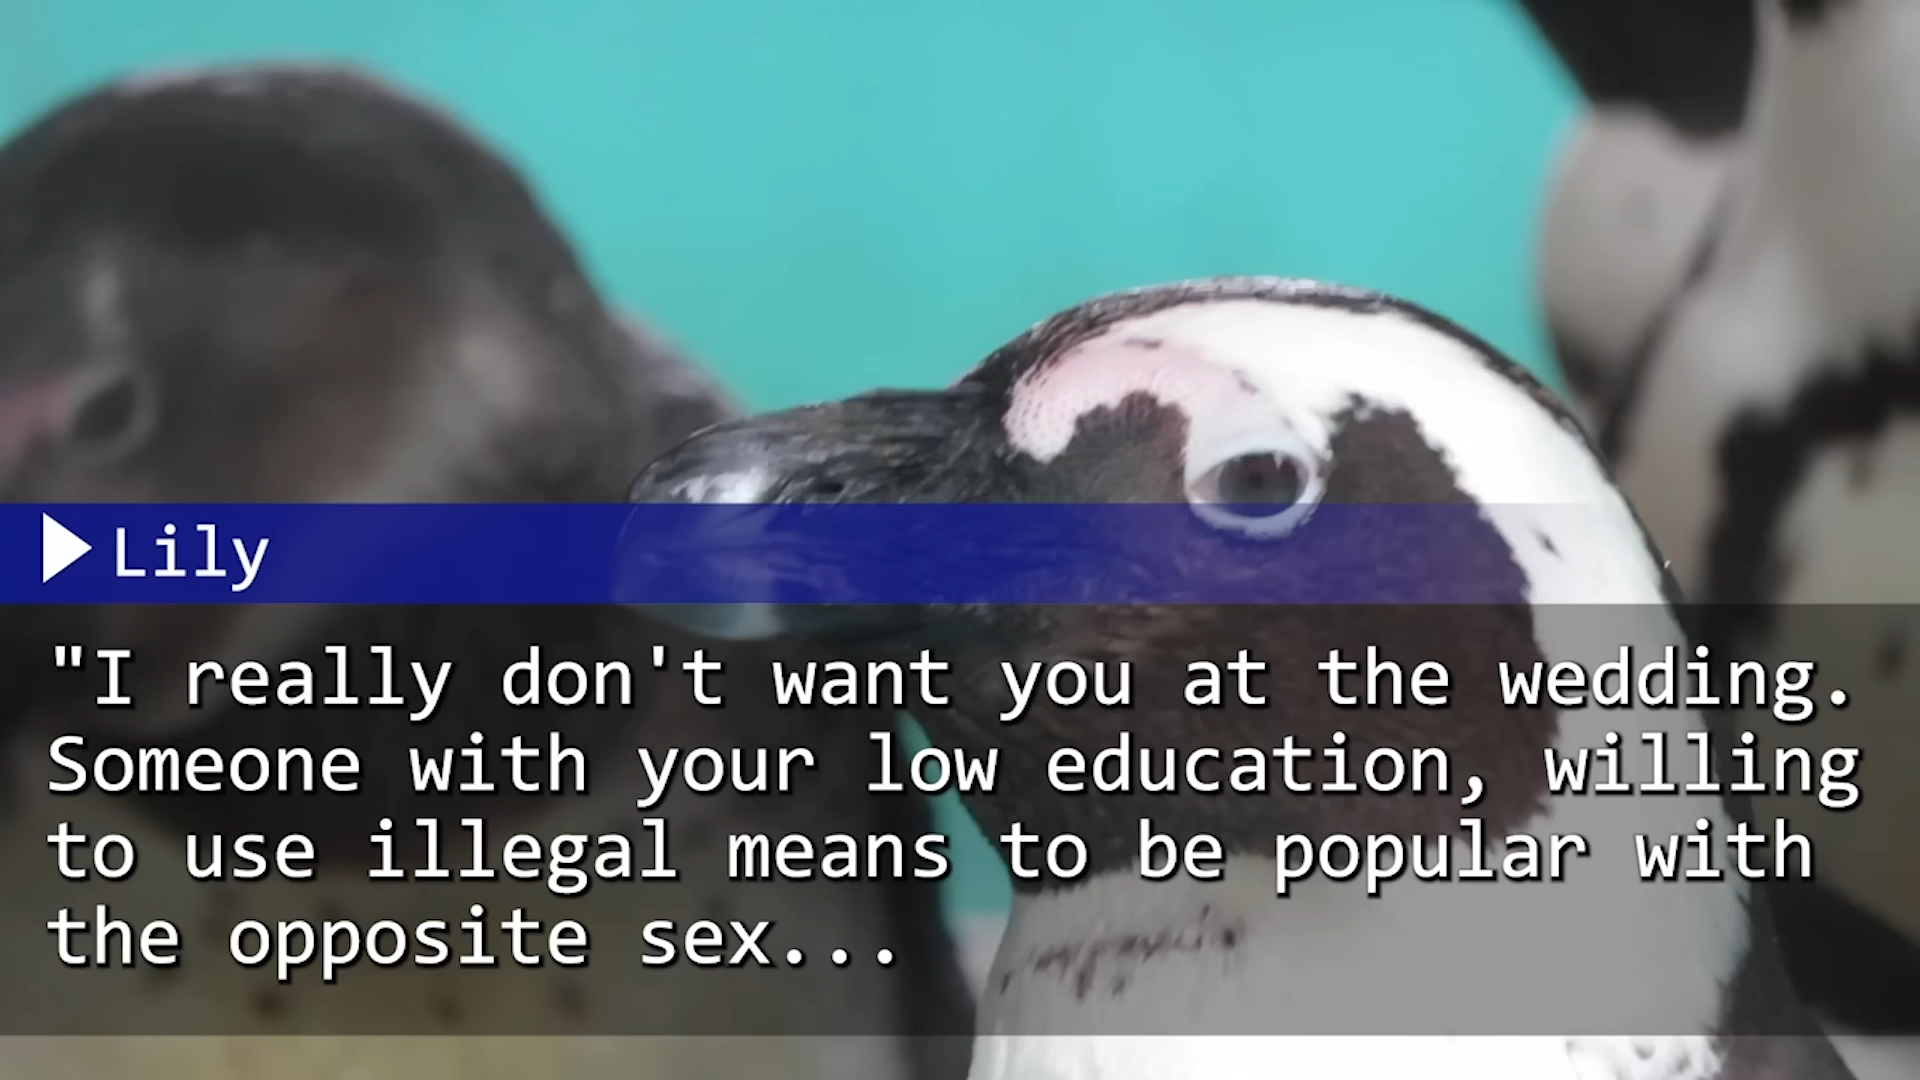 Lily
"I really don't want you at the wedding.
Someone with your low education, willing
to use illegal means to be popular with
the opposite sex...